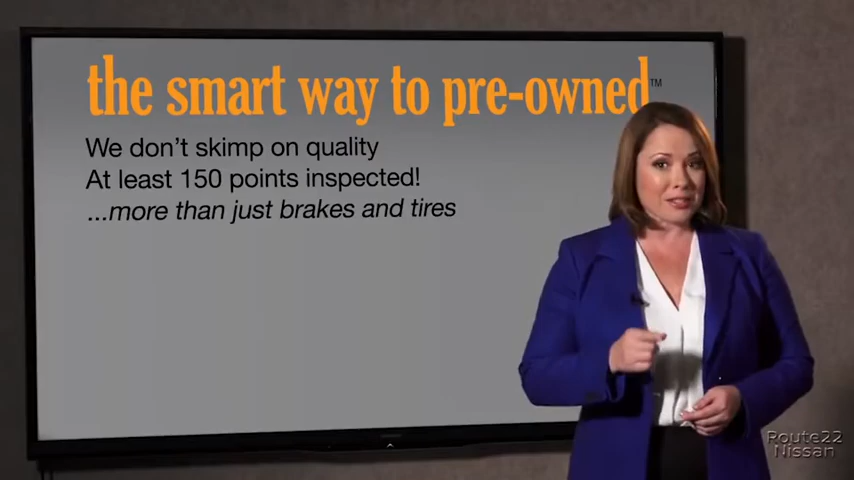 the smart way to pre-owned™
We don't skimp on quality
At least 150 points inspected!
...more than just brakes and tires
Route22
Nissan